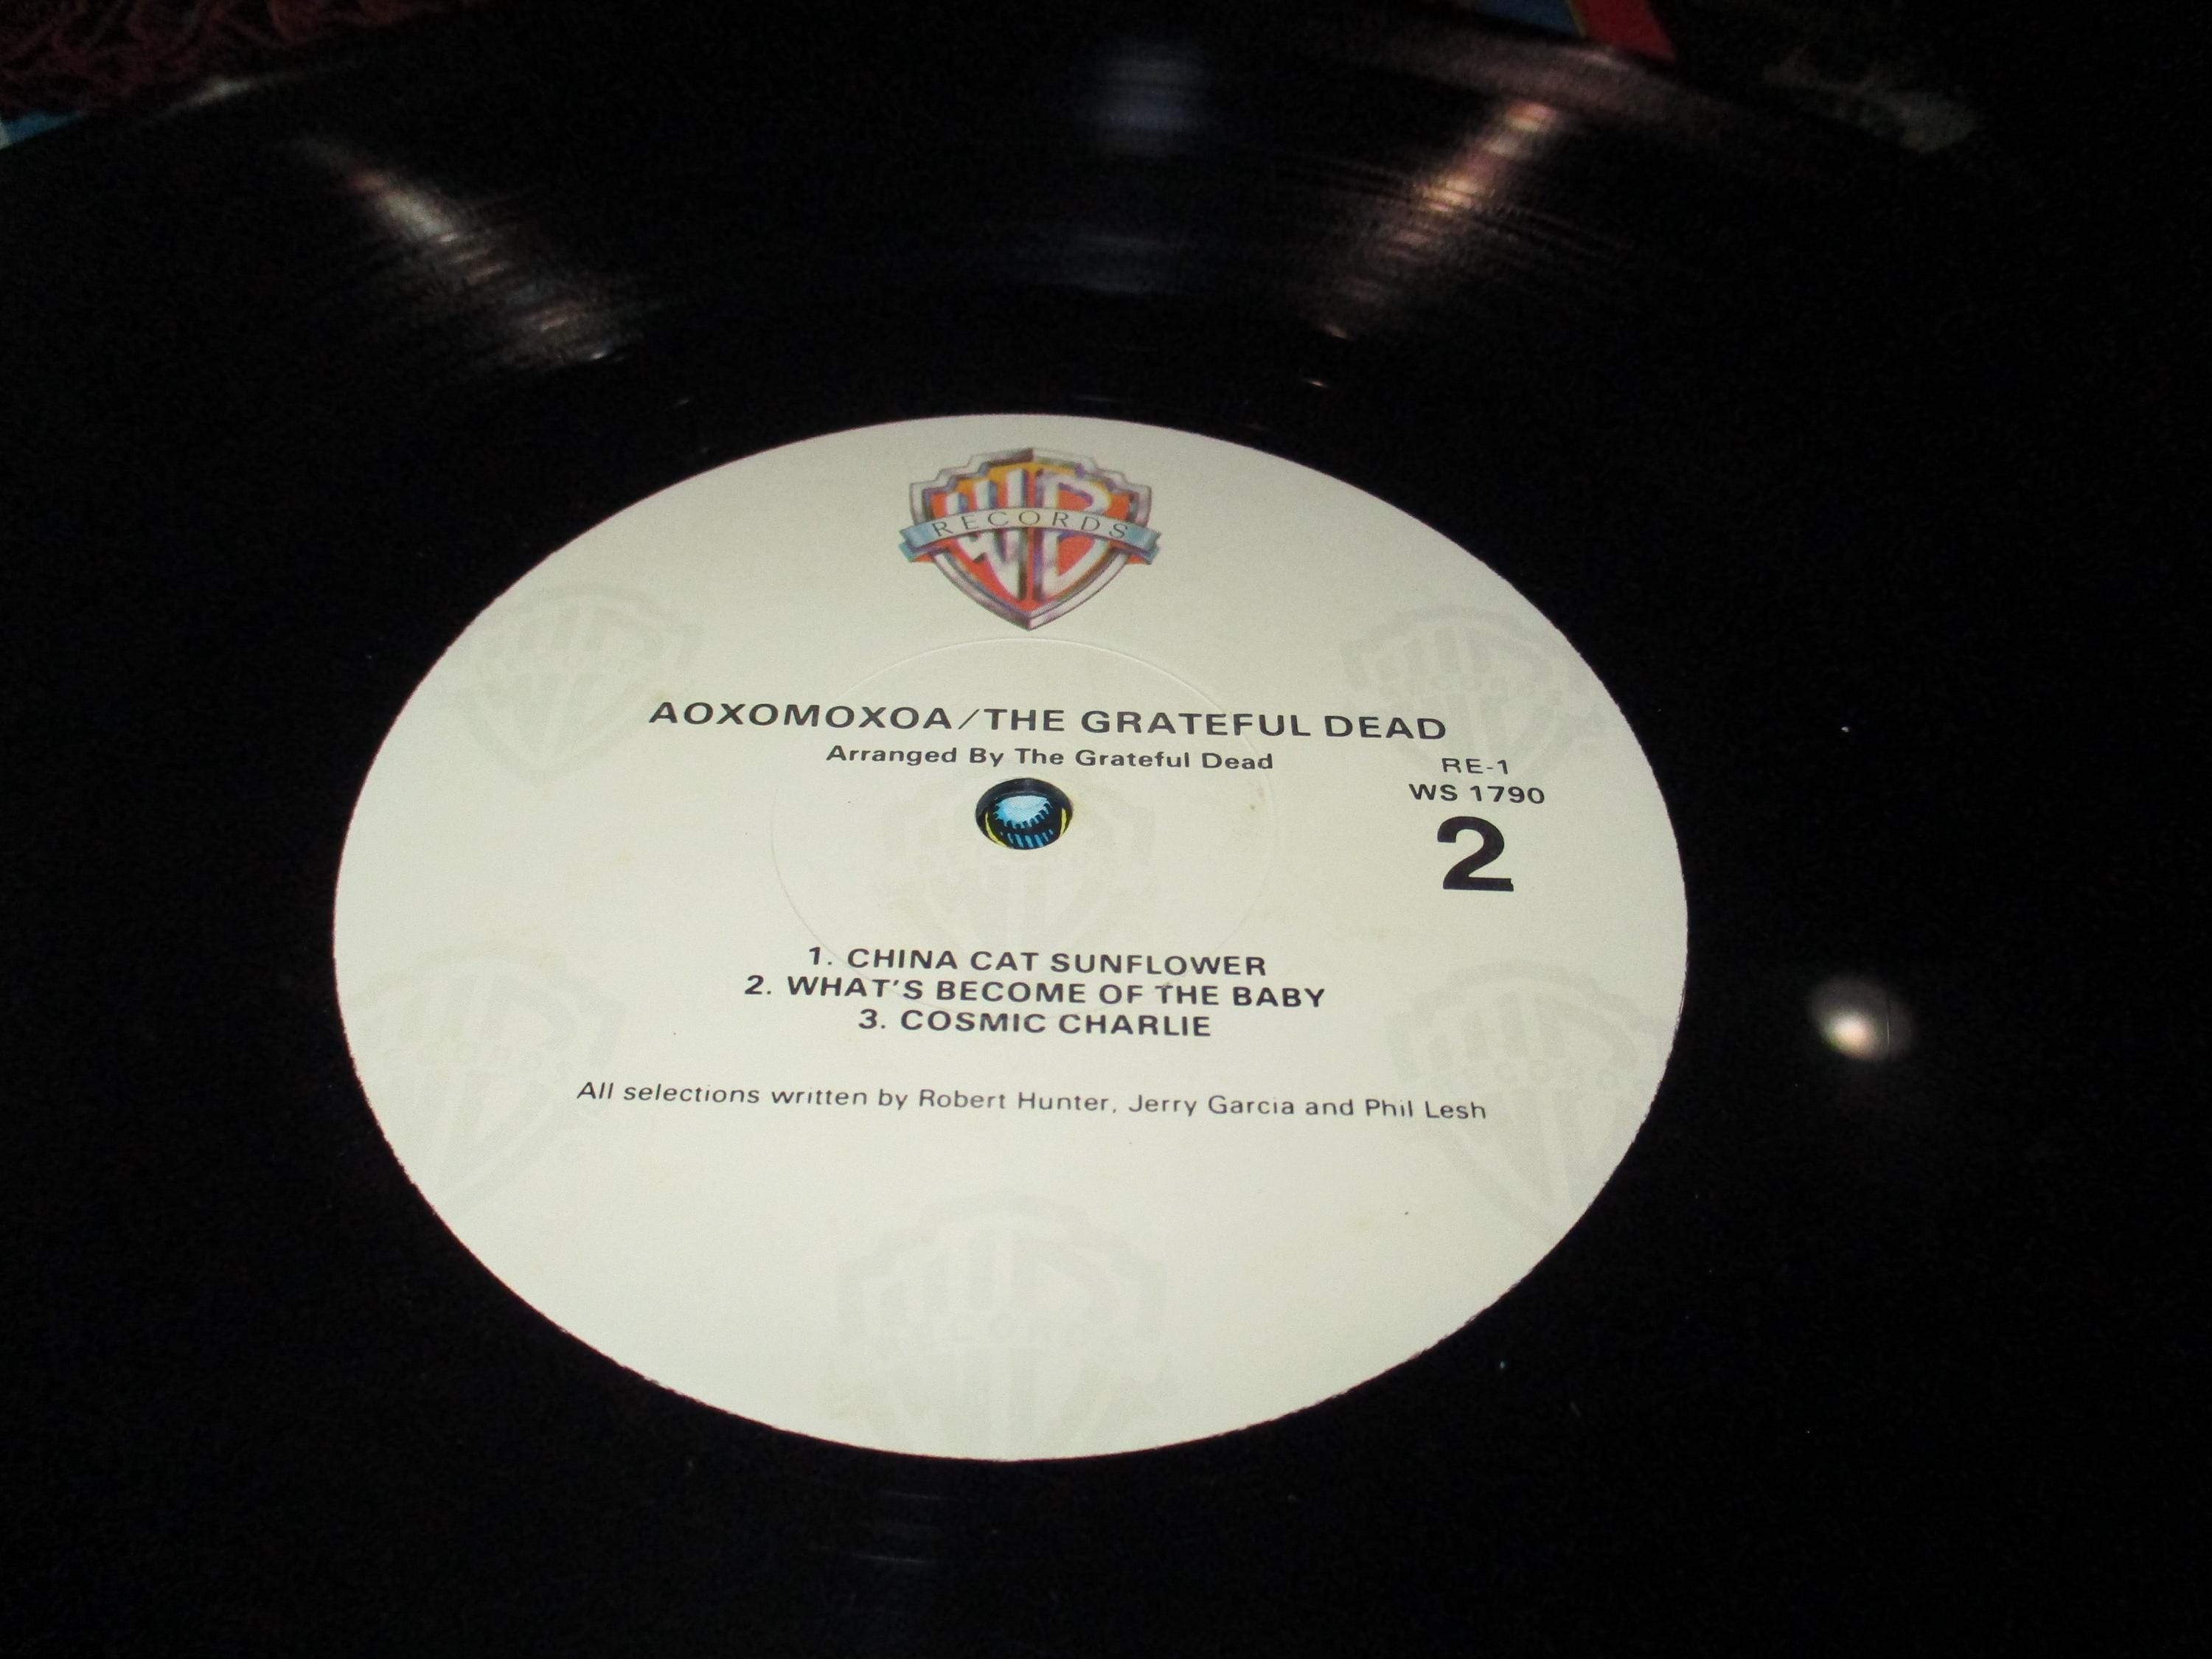 WB
RECORDS
AOXOMOXOA/THE GRATEFUL DEAD
Arranged By The Grateful Dead
RE-1
WS 1790
2
1. CHINA CAT SUNFLOWER
2. WHAT'S BECOME OF THE BABY
3. COSMIC CHARLIE
All selections written by Robert Hunter, Jerry Garcia and Phil Lesh